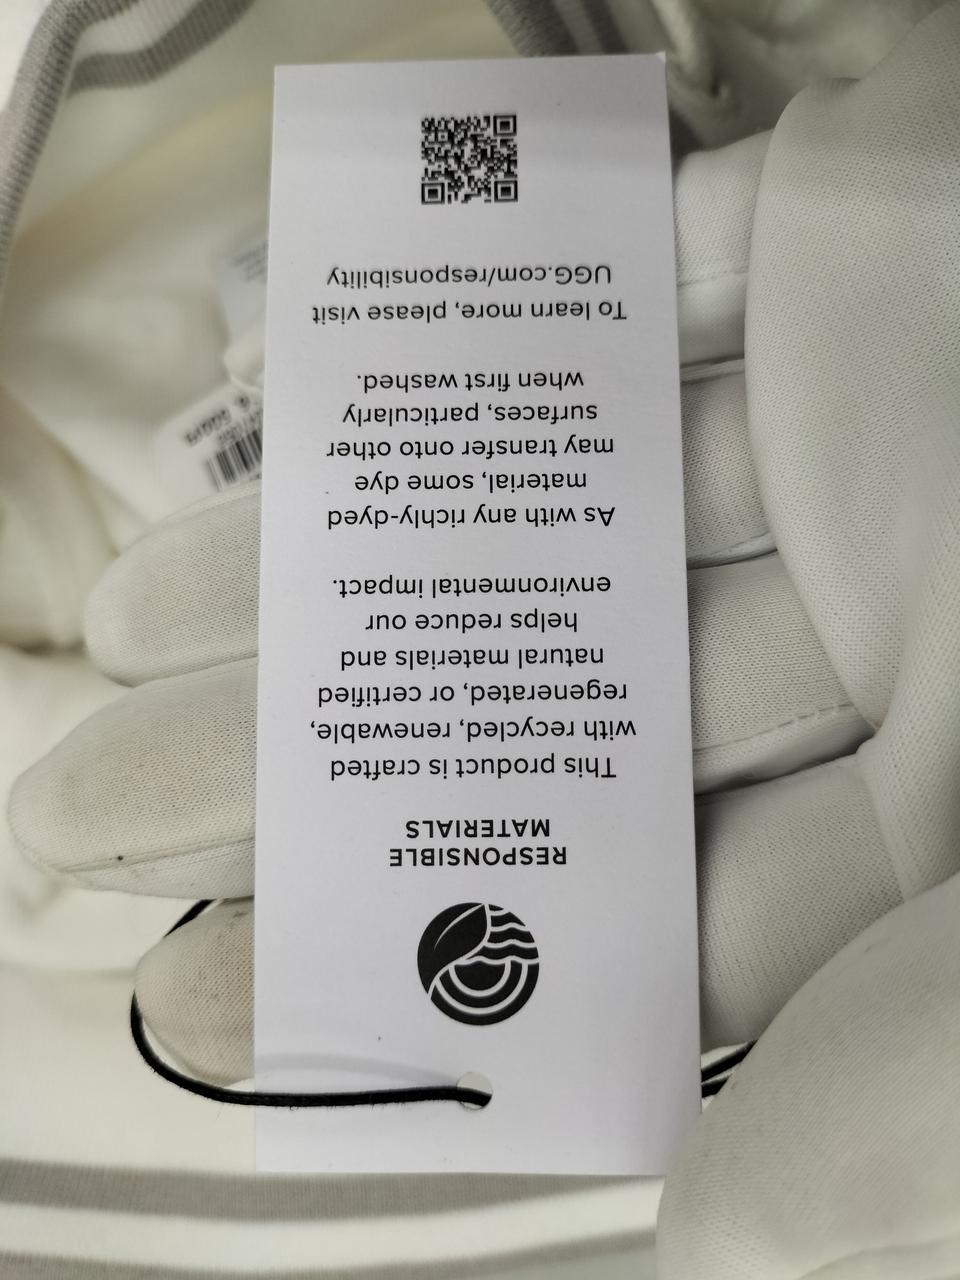 RESPONSIBLE
MATERIALS
This product is crafted
with recycled, renewable,
regenerated, or certified
natural materials and
helps reduce our
environmental impact.
As with any richly-dyed
material, some dye
may transfer onto other
surfaces, particularly
when first washed.
To learn more, please visit
UGG.com/responsibility